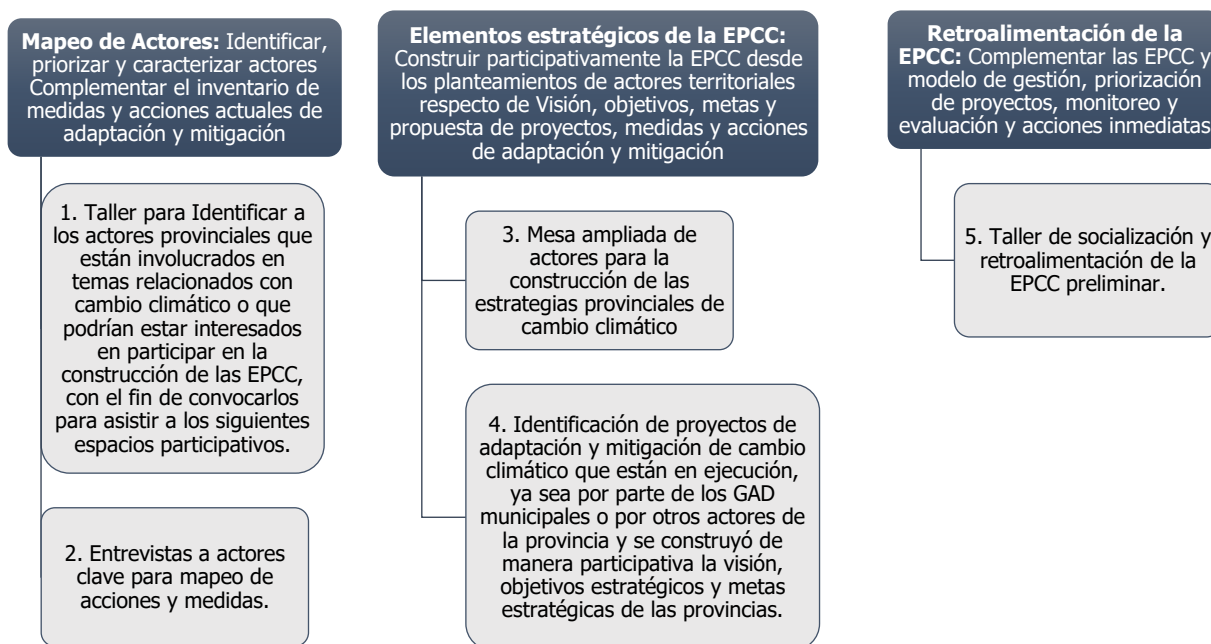 Mapeo de Actores: Identificar,
priorizar y caracterizar actores
Complementar el inventario de
medidas y acciones actuales de
adaptación y mitigación
1. Taller para Identificar a
los actores provinciales que
están involucrados en
temas relacionados con
cambio climático o que
podrían estar interesados
en participar en la
construcción de las EPCC,
con el fin de convocarlos
para asistir a los siguientes
espacios participativos.
2. Entrevistas a actores
clave para mapeo de
acciones y medidas.
Elementos estratégicos de la EPCC:
Construir participativamente la EPCC desde
los planteamientos de actores territoriales
respecto de Visión, objetivos, metas y
propuesta de proyectos, medidas y acciones
de adaptación y mitigación
3. Mesa ampliada de
actores para la
construcción de las
estrategias provinciales de
cambio climático
4. Identificación de proyectos de
adaptación y mitigación de cambio
climático que están en ejecución,
ya sea por parte de los GAD
municipales o por otros actores de
la provincia y se construyó de
manera participativa la visión,
objetivos estratégicos y metas
estratégicas de las provincias.
Retroalimentación de la
EPCC: Complementar las EPCC y
modelo de gestión, priorización
de proyectos, monitoreo y
evaluación y acciones inmediatas
5. Taller de socialización y
retroalimentación de la
EPCC preliminar.